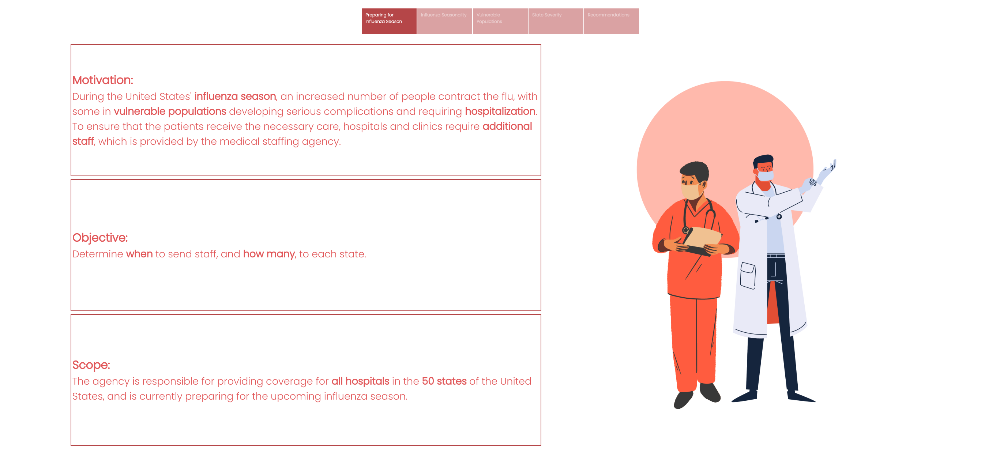 Preparing for
Influenza Season
Influenza Seasonality
Vulnerable
Populations
State Severity
Recommendations
Motivation:
During the United States' influenza season, an increased number of people contract the flu, with
some in vulnerable populations developing serious complications and requiring hospitalization.
To ensure that the patients receive the necessary care, hospitals and clinics require additional
staff, which is provided by the medical staffing agency.
Objective:
Determine when to send staff, and how many, to each state.
Scope:
The agency is responsible for providing coverage for all hospitals in the 50 states of the United
States, and is currently preparing for the upcoming influenza season.